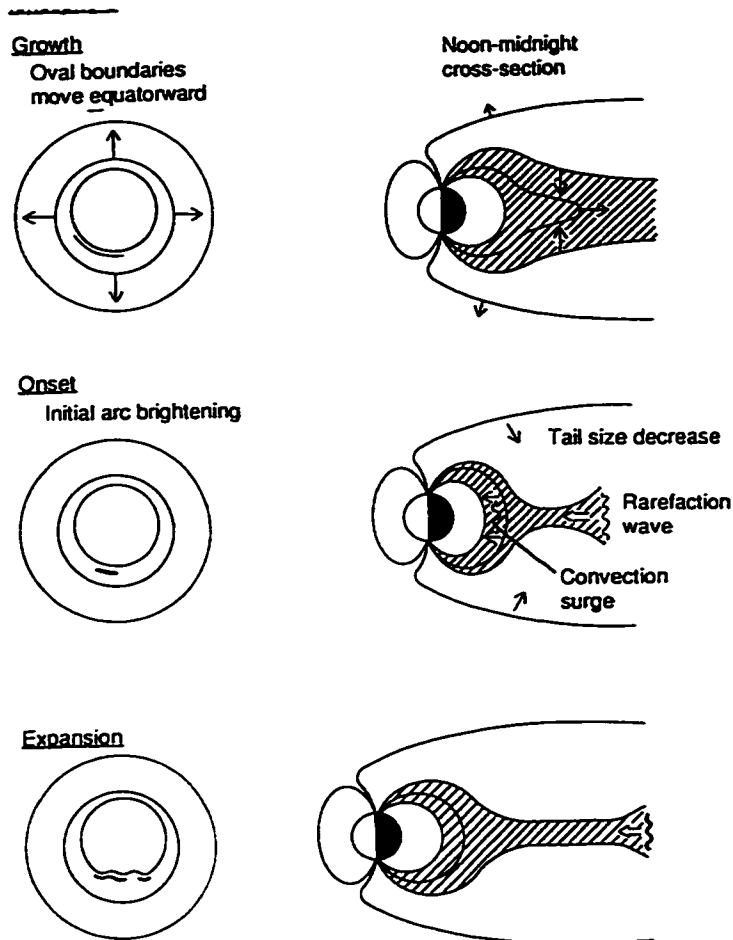 Growth
Oval boundaries
move equatorward
Noon-midnight
cross-section
Onset
Initial arc brightening
Tail size decrease
Rarefaction
wave
Convection
surge
Expansion